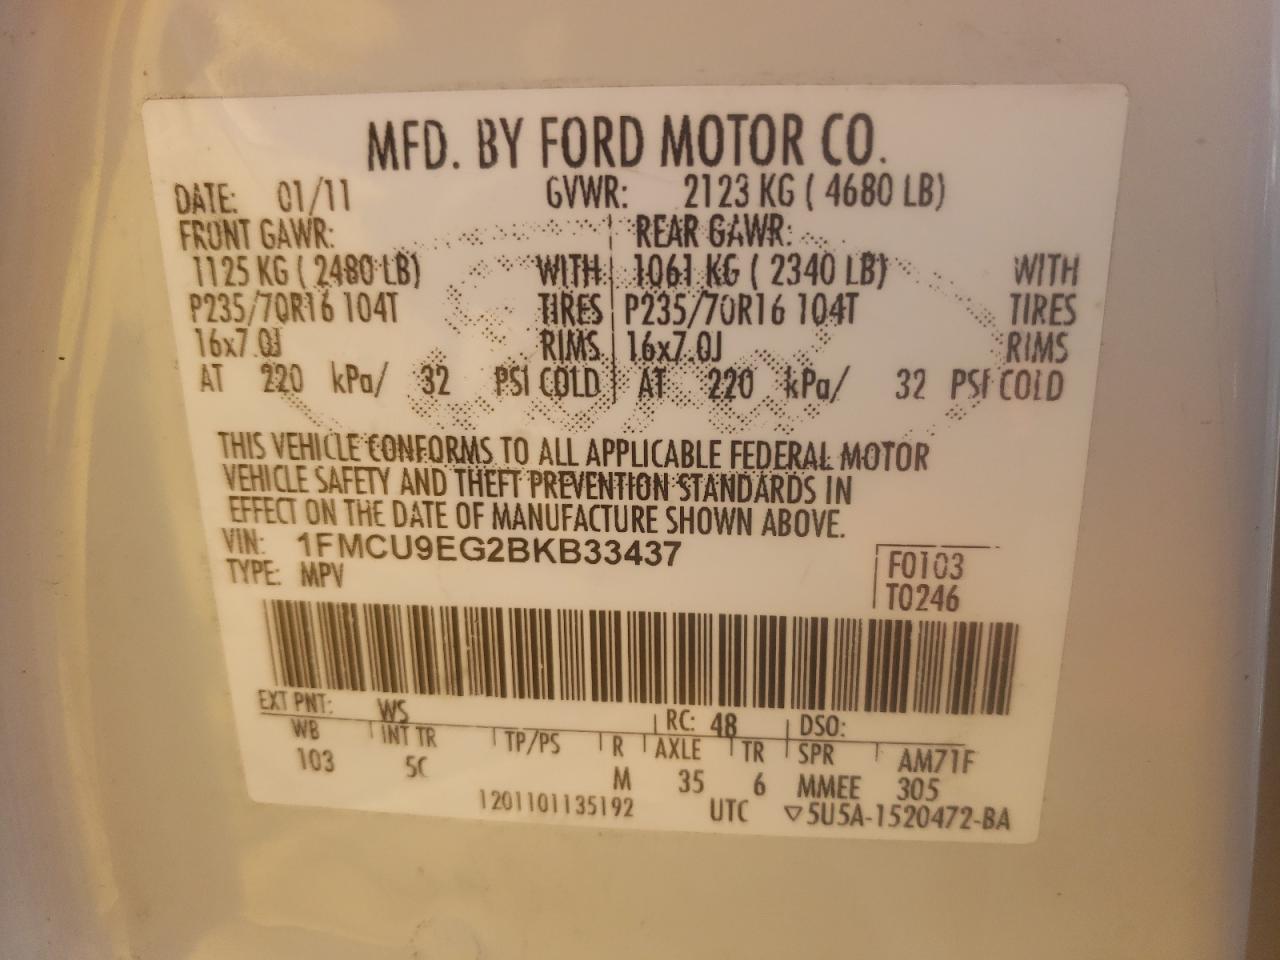 MFD. BY FORD MOTOR CO.
DATE: 01/11 GVWR: 2123 KG ( 4680 LB)
FRONT GAWR: REAR GAWR:
1125 KG ( 2480 LB) WITH 1061 KG ( 2340 LB) WITH
P235/70R16 104T TIRES P235/70R16 104T TIRES
16x7.0J RIMS 16x7.0J RIMS
AT 220 kPa/ 32 PSI COLD AT 220 kPa/ 32 PSI COLD
THIS VEHICLE CONFORMS TO ALL APPLICABLE FEDERAL MOTOR
VEHICLE SAFETY AND THEFT PREVENTION STANDARDS IN
EFFECT ON THE DATE OF MANUFACTURE SHOWN ABOVE.
VIN: 1FMCU9EG2BKB33437
TYPE: MPV
F0103
T0246
EXT PNT: WS RC: 48 DSO:
WB INT TR TP/PS R AXLE TR SPR AM71F
103 5C M 35 6 MMEE 305
1201101135192 UTC ▽5U5A-1520472-BA